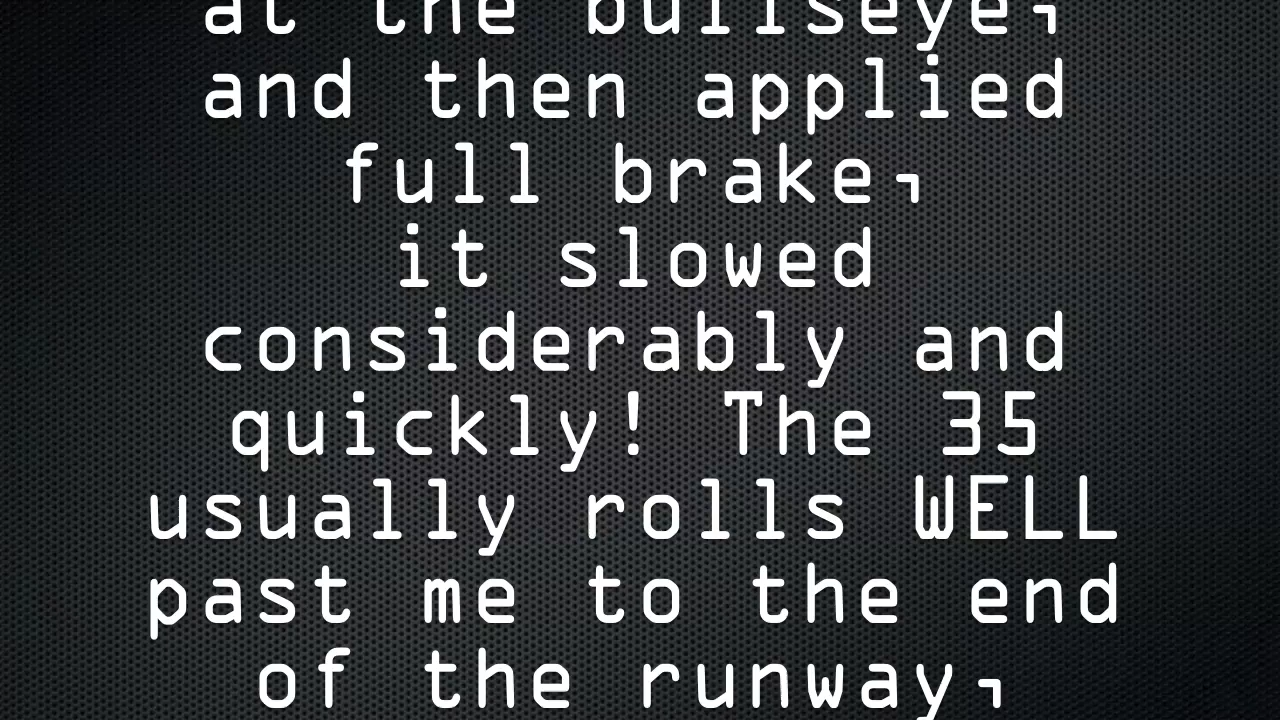 at the bullseye,
and then applied
full brake,
it slowed
considerably and
quickly! The 35
usually rolls WELL
past me to the end
of the runway,